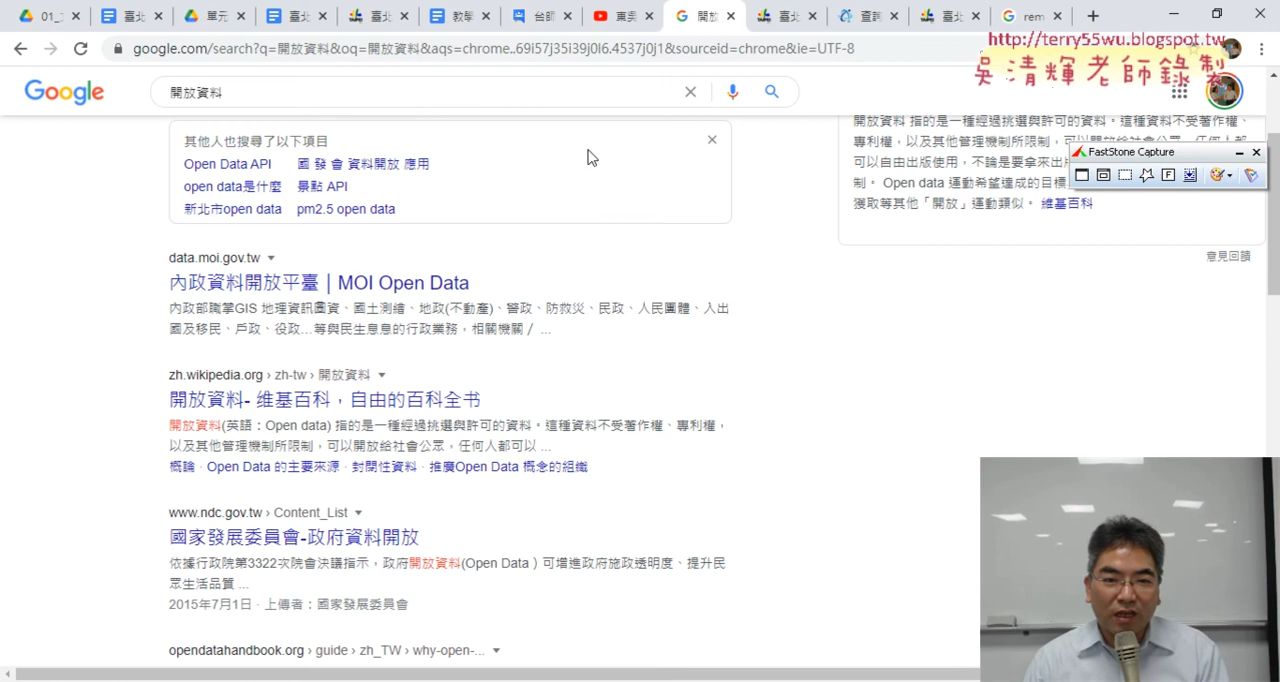 01_
臺北
單元
臺北
臺北
教學
台師
東吳
開放
臺北
查詢
臺北
rem
google.com/search?q=開放資料&oq=開放資料&aqs=chrome..69i57j35i39j0l6.4537j0j1&sourceid=chrome&ie=UTF-8
http://terry55wu.blogspot.tw
吳清輝老師錄製
Google
開放資料
其他人也搜尋了以下項目
Open Data API
國 發 會 資料開放 應用
open data是什麼
景點 API
新北市open data
pm2.5 open data
開放資料 指的是一種經過挑選與許可的資料。這種資料不受著作權、
專利權，以及其他管理機制所限制，可以開放給社會公眾，任何人都
可以自由出版使用，不論是要拿來出
制。 Open data 運動希望達成的目標
獲取等其他「開放」運動類似。 維基百科
意見回饋
FastStone Capture
data.moi.gov.tw
內政資料開放平臺 | MOI Open Data
內政部職掌GIS 地理資訊圖資、國土測繪、地政(不動產)、警政、防救災、民政、人民團體、入出
國及移民、戶政、役政...等與民生息息的行政業務，相關機關 / ...
zh.wikipedia.org › zh-tw › 開放資料
開放資料- 维基百科，自由的百科全书
開放資料(英語：Open data) 指的是一種經過挑選與許可的資料。這種資料不受著作權、專利權，
以及其他管理機制所限制，可以開放給社會公眾，任何人都可以 ...
概論 · Open Data 的主要來源 · 封閉性資料 · 推廣Open Data 概念的組織
www.ndc.gov.tw › Content_List
國家發展委員會-政府資料開放
依據行政院第3322次院會決議指示，政府開放資料(Open Data ) 可增進政府施政透明度、提升民
眾生活品質 ...
2015年7月1日 · 上傳者：國家發展委員會
opendatahandbook.org › guide › zh_TW › why-open-...